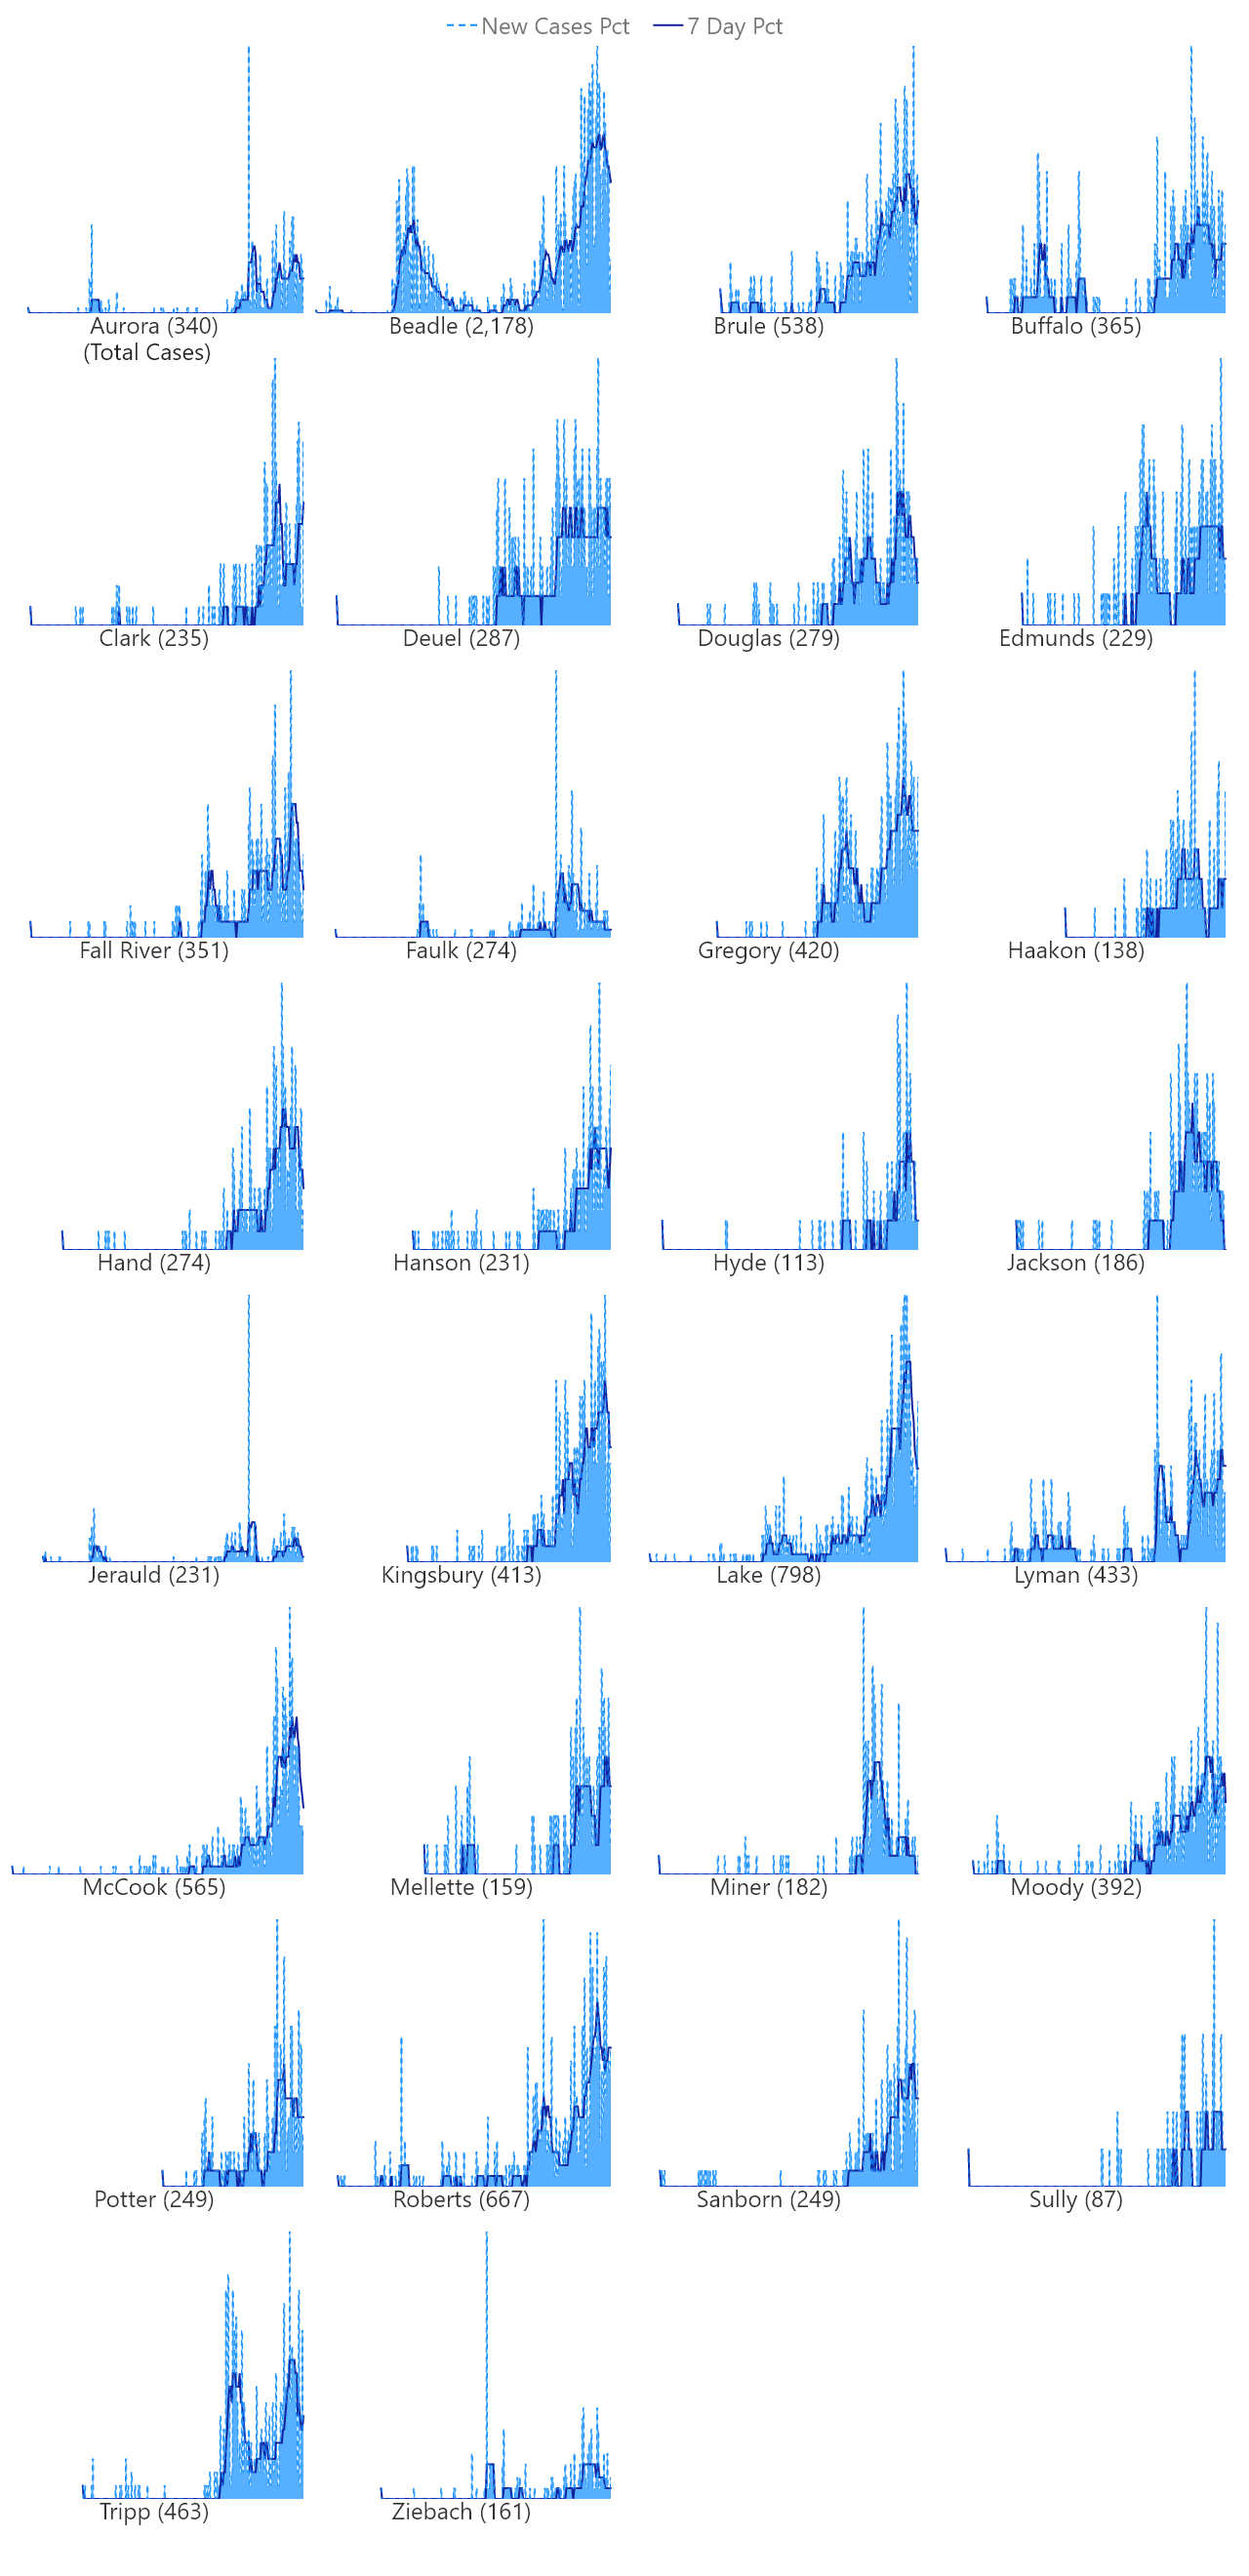 New Cases Pct 7 Day Pct
Aurora (340) Beadle (2,178) Brule (538) Buffalo (365)
(Total Cases)
Clark (235) Deuel (287) Douglas (279) Edmunds (229)
Fall River (351) Faulk (274) Gregory (420) Haakon (138)
Hand (274) Hanson (231) Hyde (113) Jackson (186)
Jerauld (231) Kingsbury (413) Lake (798) Lyman (433)
McCook (565) Mellette (159) Miner (182) Moody (392)
Potter (249) Roberts (667) Sanborn (249) Sully (87)
Tripp (463) Ziebach (161)